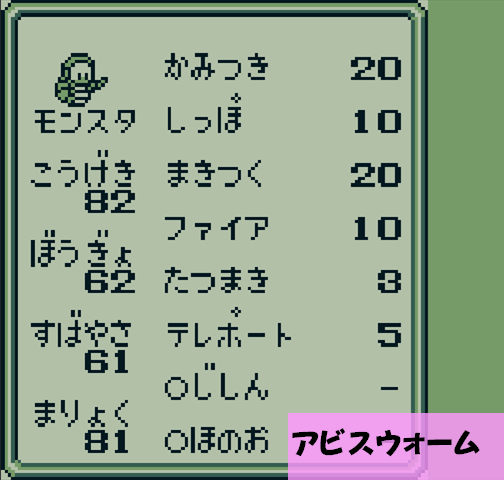 かみつき 20
モンスタ
しっぽ 10
こうげき 82
まきつく 20
ファイア 10
ぼうぎょ 62
たつまき 3
すばやさ 61
テレポート 5
○じしん -
まりょく 81
○ほのお
アビスウォーム